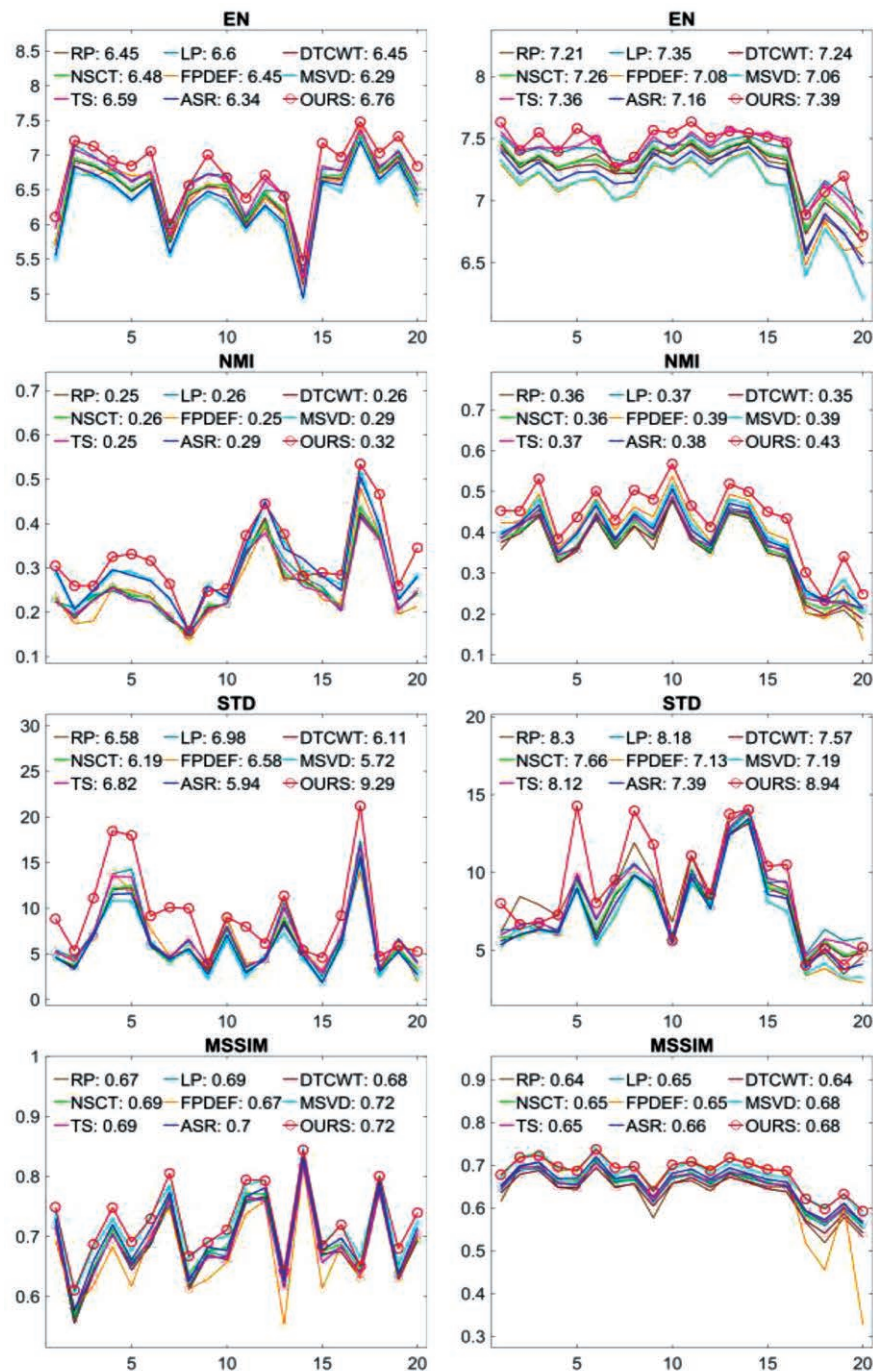 EN
8.5
8
7.5
7
6.5
6
5.5
5
RP: 6.45 LP: 6.6 DTCWT: 6.45
NSCT: 6.48 FPDEF: 6.45 MSVD: 6.29
TS: 6.59 ASR: 6.34 OURS: 6.76
5 10 15 20
EN
8
7.5
7
6.5
RP: 7.21 LP: 7.35 DTCWT: 7.24
NSCT: 7.26 FPDEF: 7.08 MSVD: 7.06
TS: 7.36 ASR: 7.16 OURS: 7.39
5 10 15 20
NMI
0.7
0.6
0.5
0.4
0.3
0.2
0.1
RP: 0.25 LP: 0.26 DTCWT: 0.26
NSCT: 0.26 FPDEF: 0.25 MSVD: 0.29
TS: 0.25 ASR: 0.29 OURS: 0.32
5 10 15 20
NMI
0.7
0.6
0.5
0.4
0.3
0.2
0.1
RP: 0.36 LP: 0.37 DTCWT: 0.35
NSCT: 0.36 FPDEF: 0.39 MSVD: 0.39
TS: 0.37 ASR: 0.38 OURS: 0.43
5 10 15 20
STD
30
25
20
15
10
5
0
RP: 6.58 LP: 6.98 DTCWT: 6.11
NSCT: 6.19 FPDEF: 6.58 MSVD: 5.72
TS: 6.82 ASR: 5.94 OURS: 9.29
5 10 15 20
STD
20
15
10
5
RP: 8.3 LP: 8.18 DTCWT: 7.57
NSCT: 7.66 FPDEF: 7.13 MSVD: 7.19
TS: 8.12 ASR: 7.39 OURS: 8.94
5 10 15 20
MSSIM
1
0.9
0.8
0.7
0.6
RP: 0.67 LP: 0.69 DTCWT: 0.68
NSCT: 0.69 FPDEF: 0.67 MSVD: 0.72
TS: 0.69 ASR: 0.7 OURS: 0.72
5 10 15 20
MSSIM
0.9
0.8
0.7
0.6
0.5
0.4
0.3
RP: 0.64 LP: 0.65 DTCWT: 0.64
NSCT: 0.65 FPDEF: 0.65 MSVD: 0.68
TS: 0.65 ASR: 0.66 OURS: 0.68
5 10 15 20